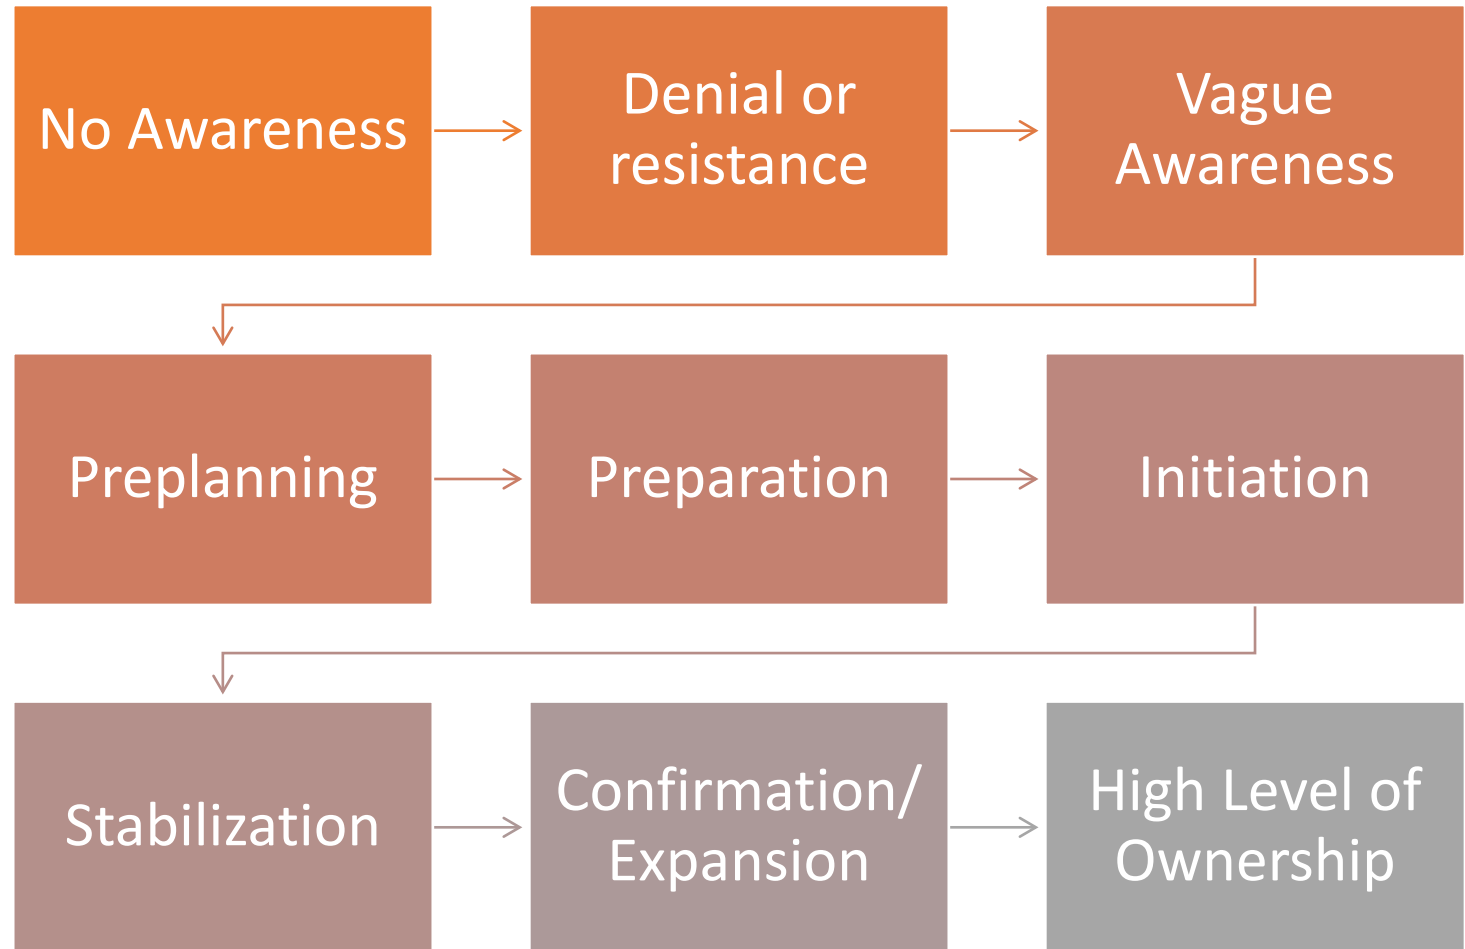 No Awareness
Denial or
resistance
Vague
Awareness
Preplanning
Preparation
Initiation
Stabilization
Confirmation/
Expansion
High Level of
Ownership